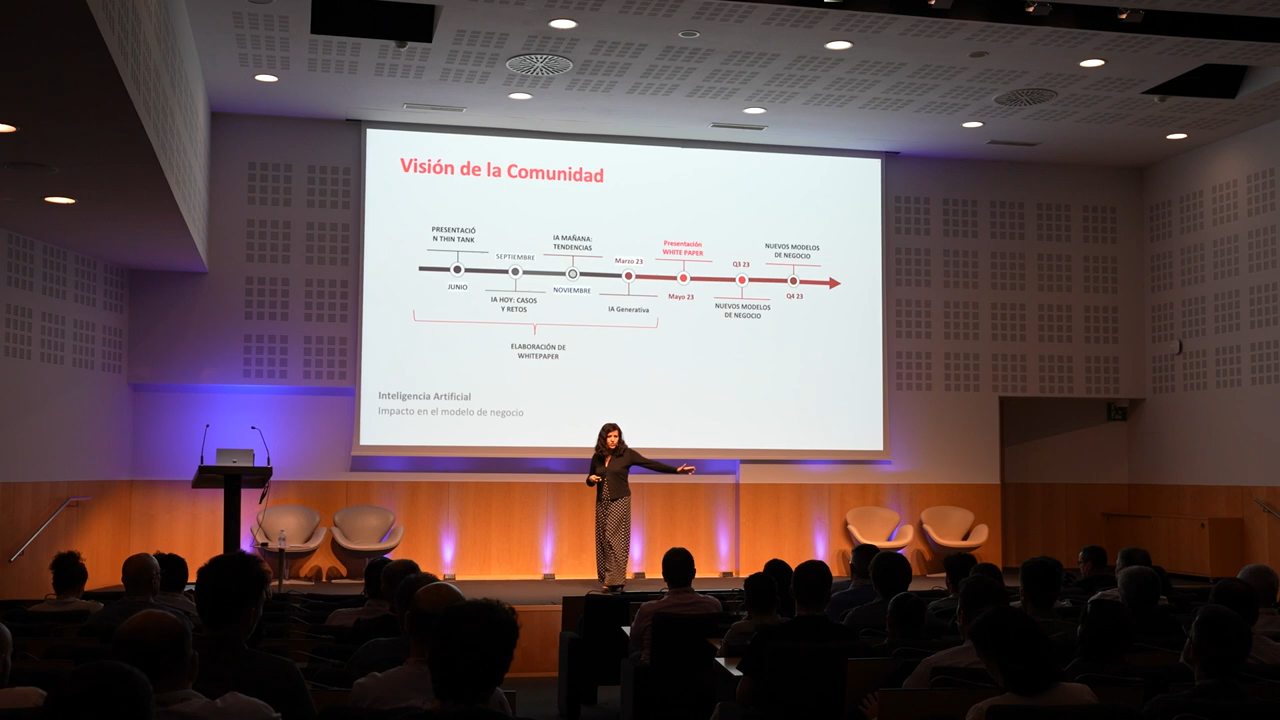 Visión de la Comunidad
PRESENTACIÓ
N THIN TANK
JUNIO
SEPTIEMBRE
IA HOY: CASOS
Y RETOS
IA MAÑANA:
TENDENCIAS
NOVIEMBRE
Marzo 23
IA Generativa
Presentación
WHITE PAPER
Mayo 23
Q3 23
NUEVOS MODELOS
DE NEGOCIO
NUEVOS MODELOS
DE NEGOCIO
Q4 23
ELABORACIÓN DE
WHITEPAPER
Inteligencia Artificial
Impacto en el modelo de negocio